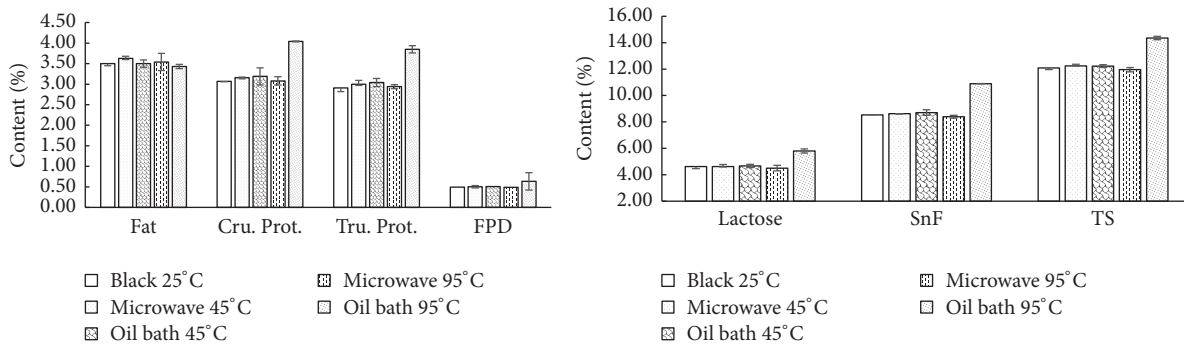 Content (%)
4.50
4.00
3.50
3.00
2.50
2.00
1.50
1.00
0.50
0.00
Fat
Cru. Prot.
Tru. Prot.
FPD
Black 25°C
Microwave 45°C
Oil bath 45°C
Microwave 95°C
Oil bath 95°C
Content (%)
16.00
14.00
12.00
10.00
8.00
6.00
4.00
2.00
Lactose
SnF
TS
Black 25°C
Microwave 45°C
Oil bath 45°C
Microwave 95°C
Oil bath 95°C